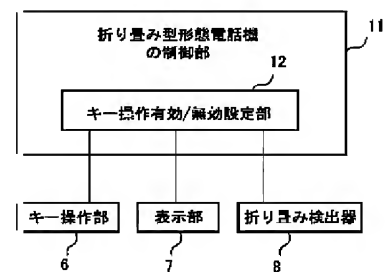 折り畳み型形態電話機
の制御部
11
12
キー操作有効/無効設定部
キー操作部
表示部
折り畳み検出器
6
7
8